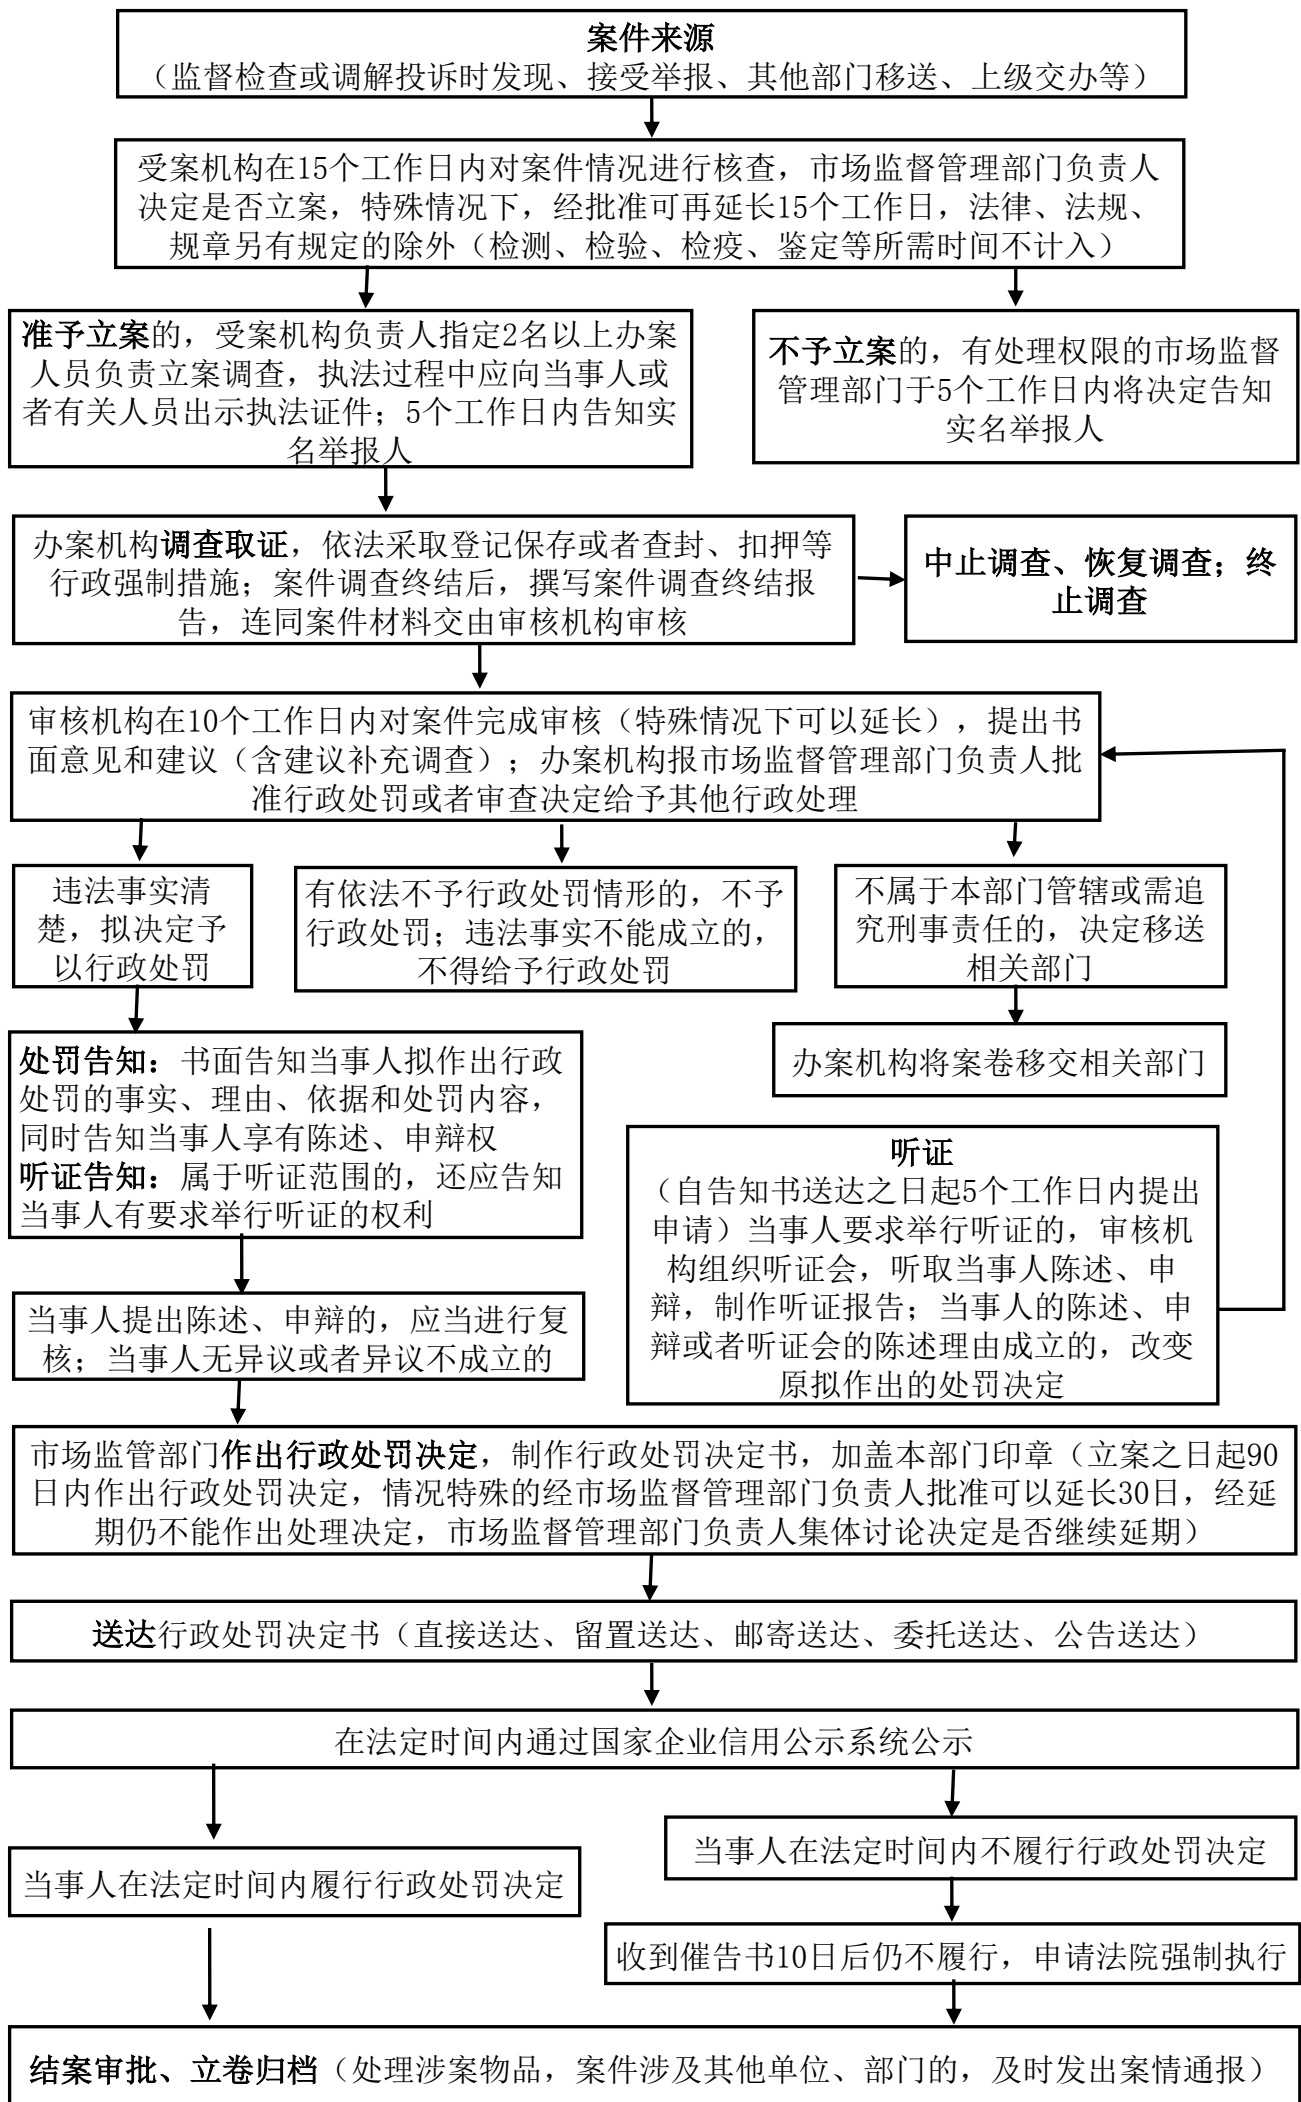 案件来源
（监督检查或调解投诉时发现、接受举报、其他部门移送、上级交办等）
受案机构在15个工作日内对案件情况进行核查，市场监督管理部门负责人
决定是否立案，特殊情况下，经批准可再延长15个工作日，法律、法规、
规章另有规定的除外（检测、检验、检疫、鉴定等所需时间不计入）
准予立案的，受案机构负责人指定2名以上办案
人员负责立案调查，执法过程中应向当事人或
者有关人员出示执法证件；5个工作日内告知实
名举报人
不予立案的，有处理权限的市场监督
管理部门于5个工作日内将决定告知
实名举报人
办案机构调查取证，依法采取登记保存或者查封、扣押等
行政强制措施；案件调查终结后，撰写案件调查终结报
告，连同案件材料交由审核机构审核
中止调查、恢复调查；终
止调查
审核机构在10个工作日内对案件完成审核（特殊情况下可以延长），提出书
面意见和建议（含建议补充调查）；办案机构报市场监督管理部门负责人批
准行政处罚或者审查决定给予其他行政处理
违法事实清
楚，拟决定予
以行政处罚
有依法不予行政处罚情形的，不予
行政处罚；违法事实不能成立的，
不得给予行政处罚
不属于本部门管辖或需追
究刑事责任的，决定移送
相关部门
办案机构将案卷移交相关部门
处罚告知：书面告知当事人拟作出行政
处罚的事实、理由、依据和处罚内容，
同时告知当事人享有陈述、申辩权
听证告知：属于听证范围的，还应告知
当事人有要求举行听证的权利
听证
（自告知书送达之日起5个工作日内提出
申请）当事人要求举行听证的，审核机
构组织听证会，听取当事人陈述、申
辩，制作听证报告；当事人的陈述、申
辩或者听证会的陈述理由成立的，改变
原拟作出的处罚决定
当事人提出陈述、申辩的，应当进行复
核；当事人无异议或者异议不成立的
市场监管部门作出行政处罚决定，制作行政处罚决定书，加盖本部门印章（立案之日起90
日内作出行政处罚决定，情况特殊的经市场监督管理部门负责人批准可以延长30日，经延
期仍不能作出处理决定，市场监督管理部门负责人集体讨论决定是否继续延期）
送达行政处罚决定书（直接送达、留置送达、邮寄送达、委托送达、公告送达）
在法定时间内通过国家企业信用公示系统公示
当事人在法定时间内不履行行政处罚决定
当事人在法定时间内履行行政处罚决定
收到催告书10日后仍不履行，申请法院强制执行
结案审批、立卷归档（处理涉案物品，案件涉及其他单位、部门的，及时发出案情通报）